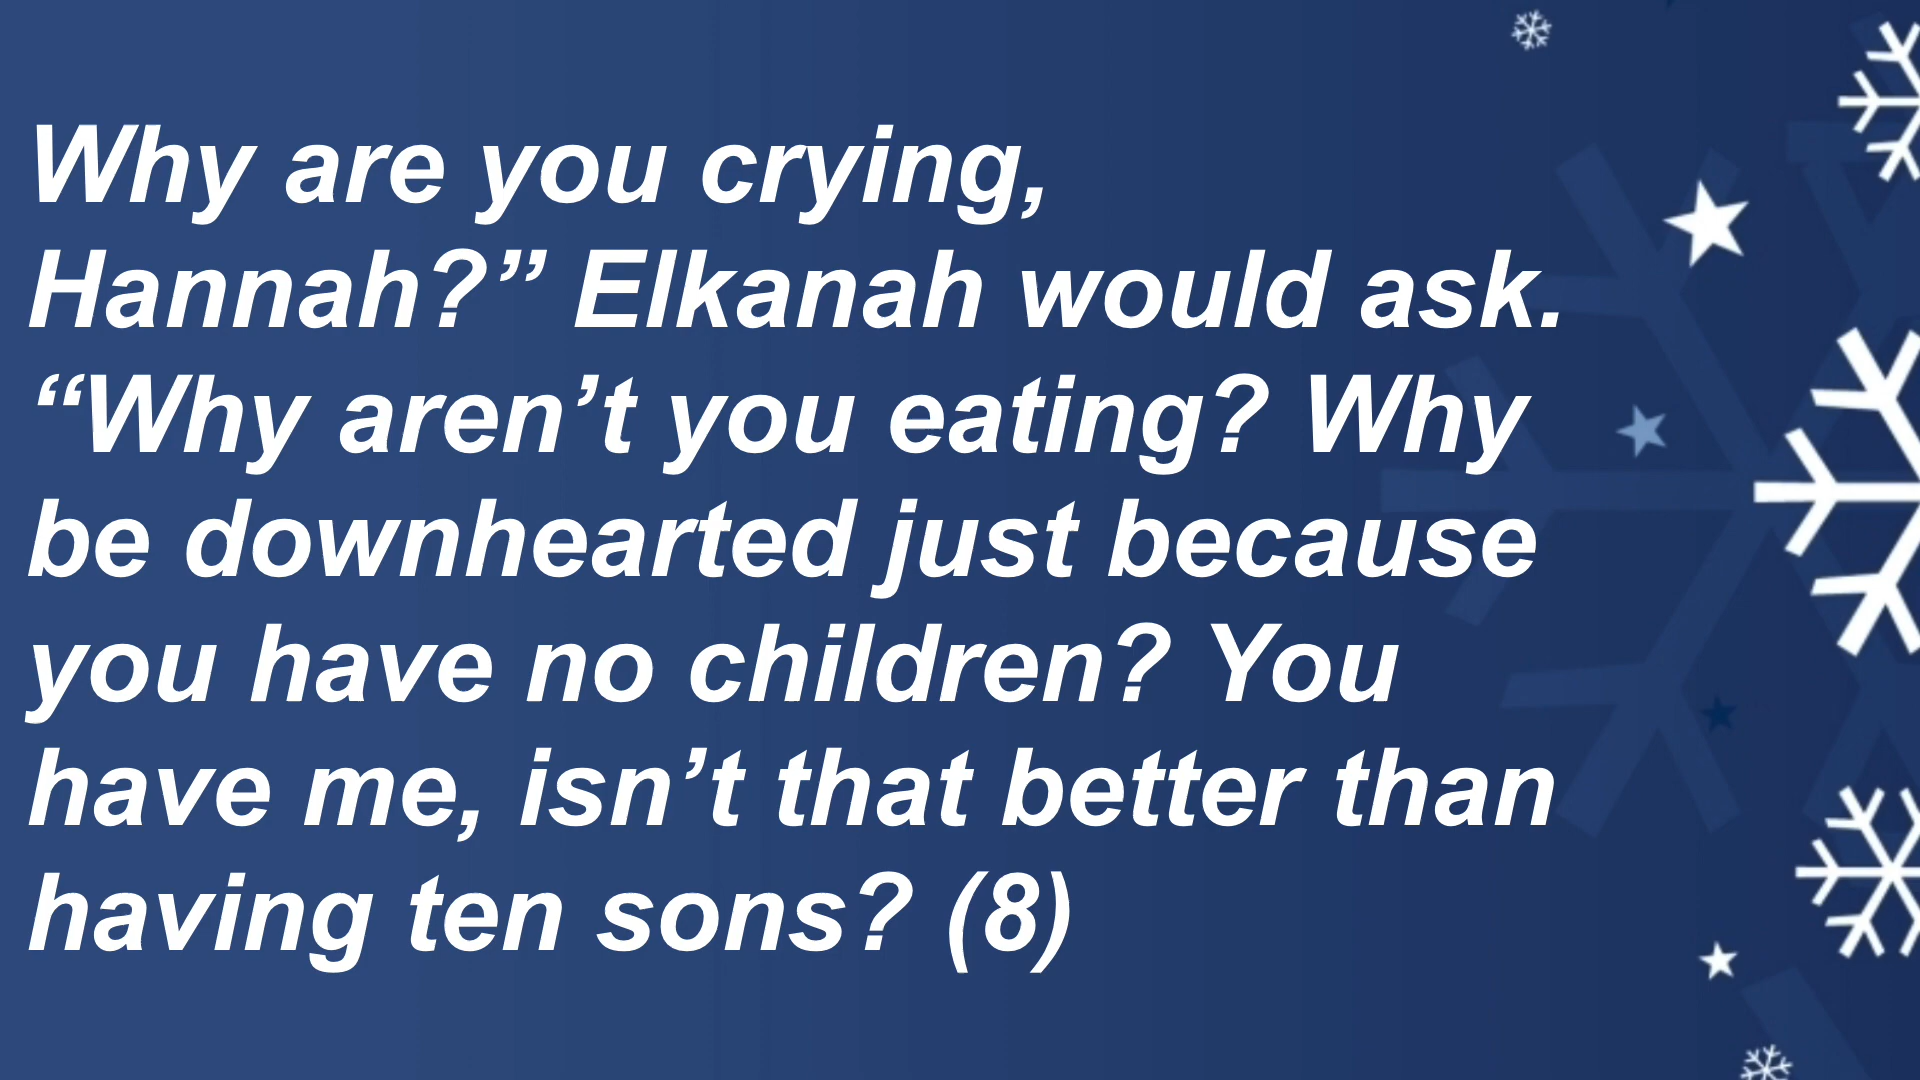 Why are you crying,
Hannah?” Elkanah would ask.
“Why aren’t you eating? Why
be downhearted just because
you have no children? You
have me, isn’t that better than
having ten sons? (8)